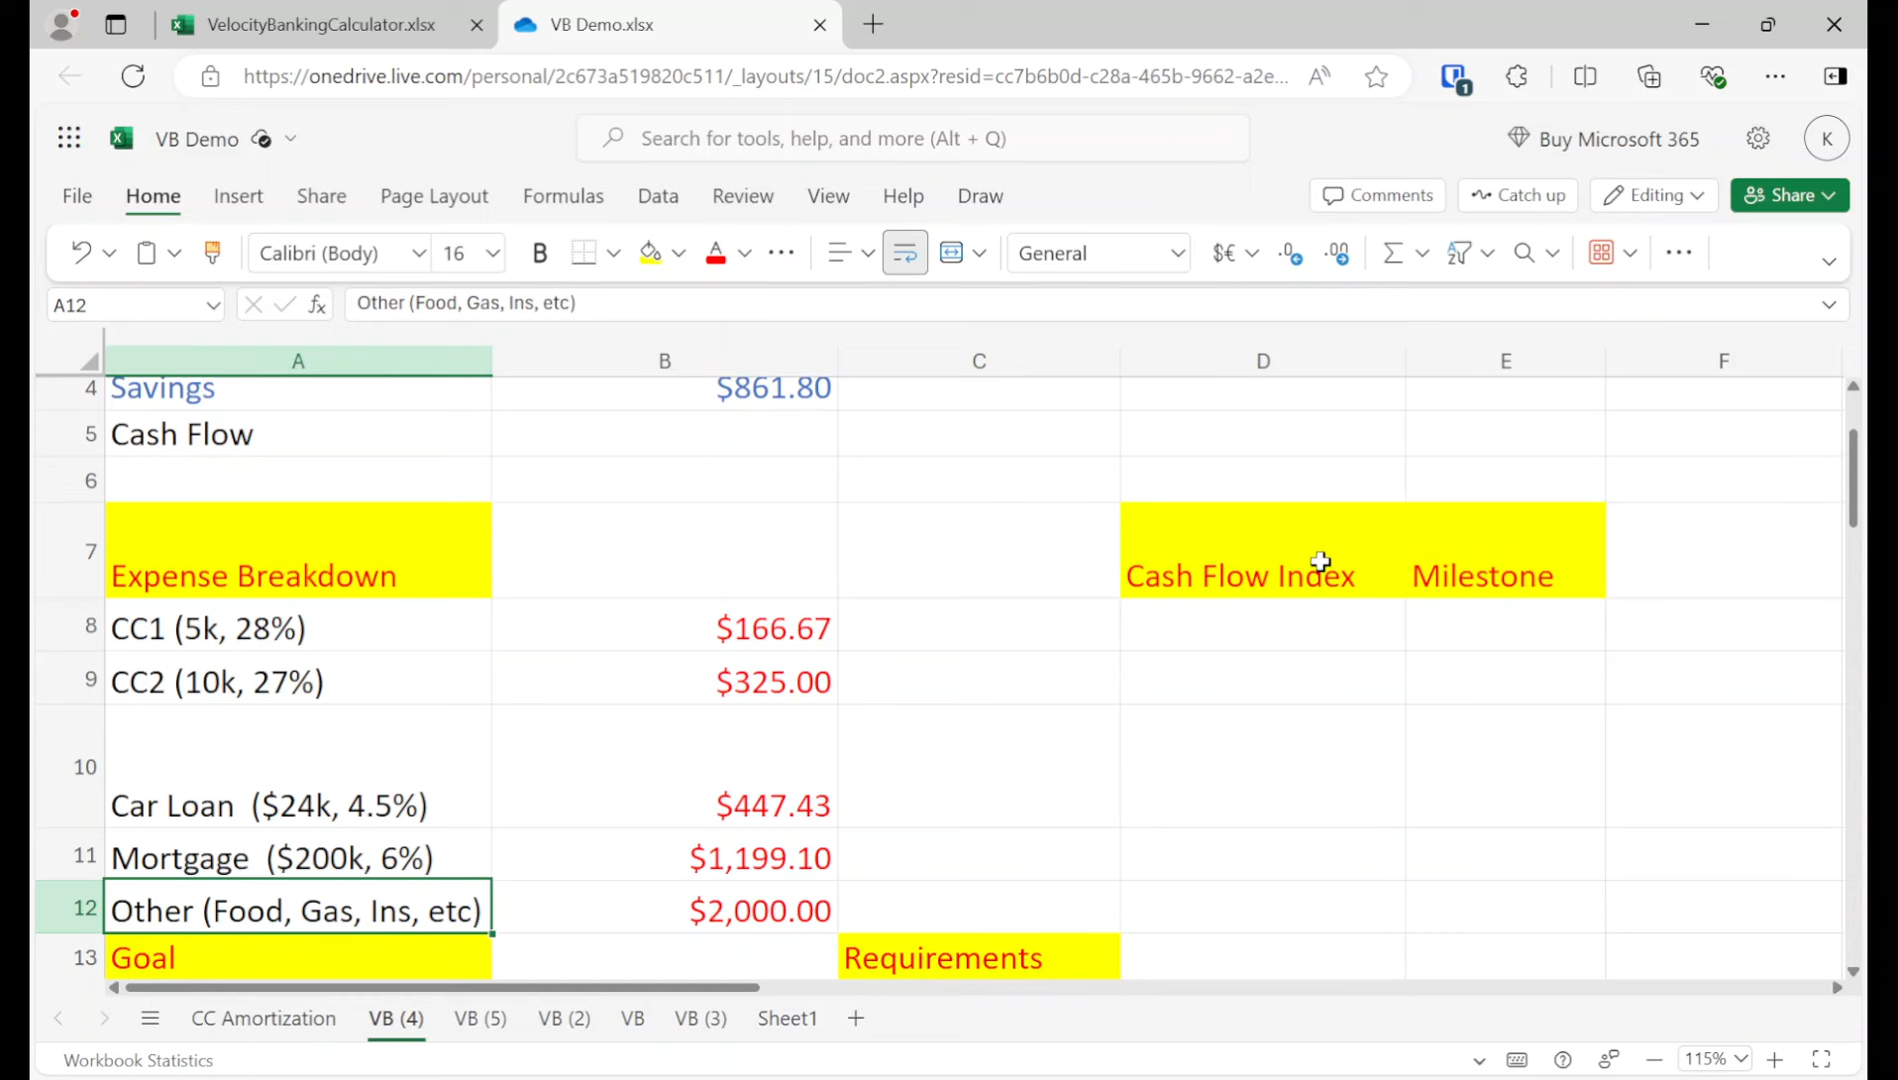 VelocityBankingCalculator.xlsx
VB Demo.xlsx
https://onedrive.live.com/personal/2c673a519820c511/_layouts/15/doc2.aspx?resid=cc7b6b0d-c28a-465b-9662-a2e...
1
VB Demo
Search for tools, help, and more (Alt + Q)
Buy Microsoft 365
K
File Home Insert Share Page Layout Formulas Data Review View Help Draw
Comments Catch up Editing Share
Calibri (Body) 16 B A General $€ .0 .00
A12 fx Other (Food, Gas, Ins, etc)
A B C D E F
4 Savings $861.80
5 Cash Flow
6
7 Expense Breakdown Cash Flow Index Milestone
8 CC1 (5k, 28%) $166.67
9 CC2 (10k, 27%) $325.00
10 Car Loan ($24k, 4.5%) $447.43
11 Mortgage ($200k, 6%) $1,199.10
12 Other (Food, Gas, Ins, etc) $2,000.00
13 Goal Requirements
CC Amortization VB (4) VB (5) VB (2) VB VB (3) Sheet1
Workbook Statistics 115%